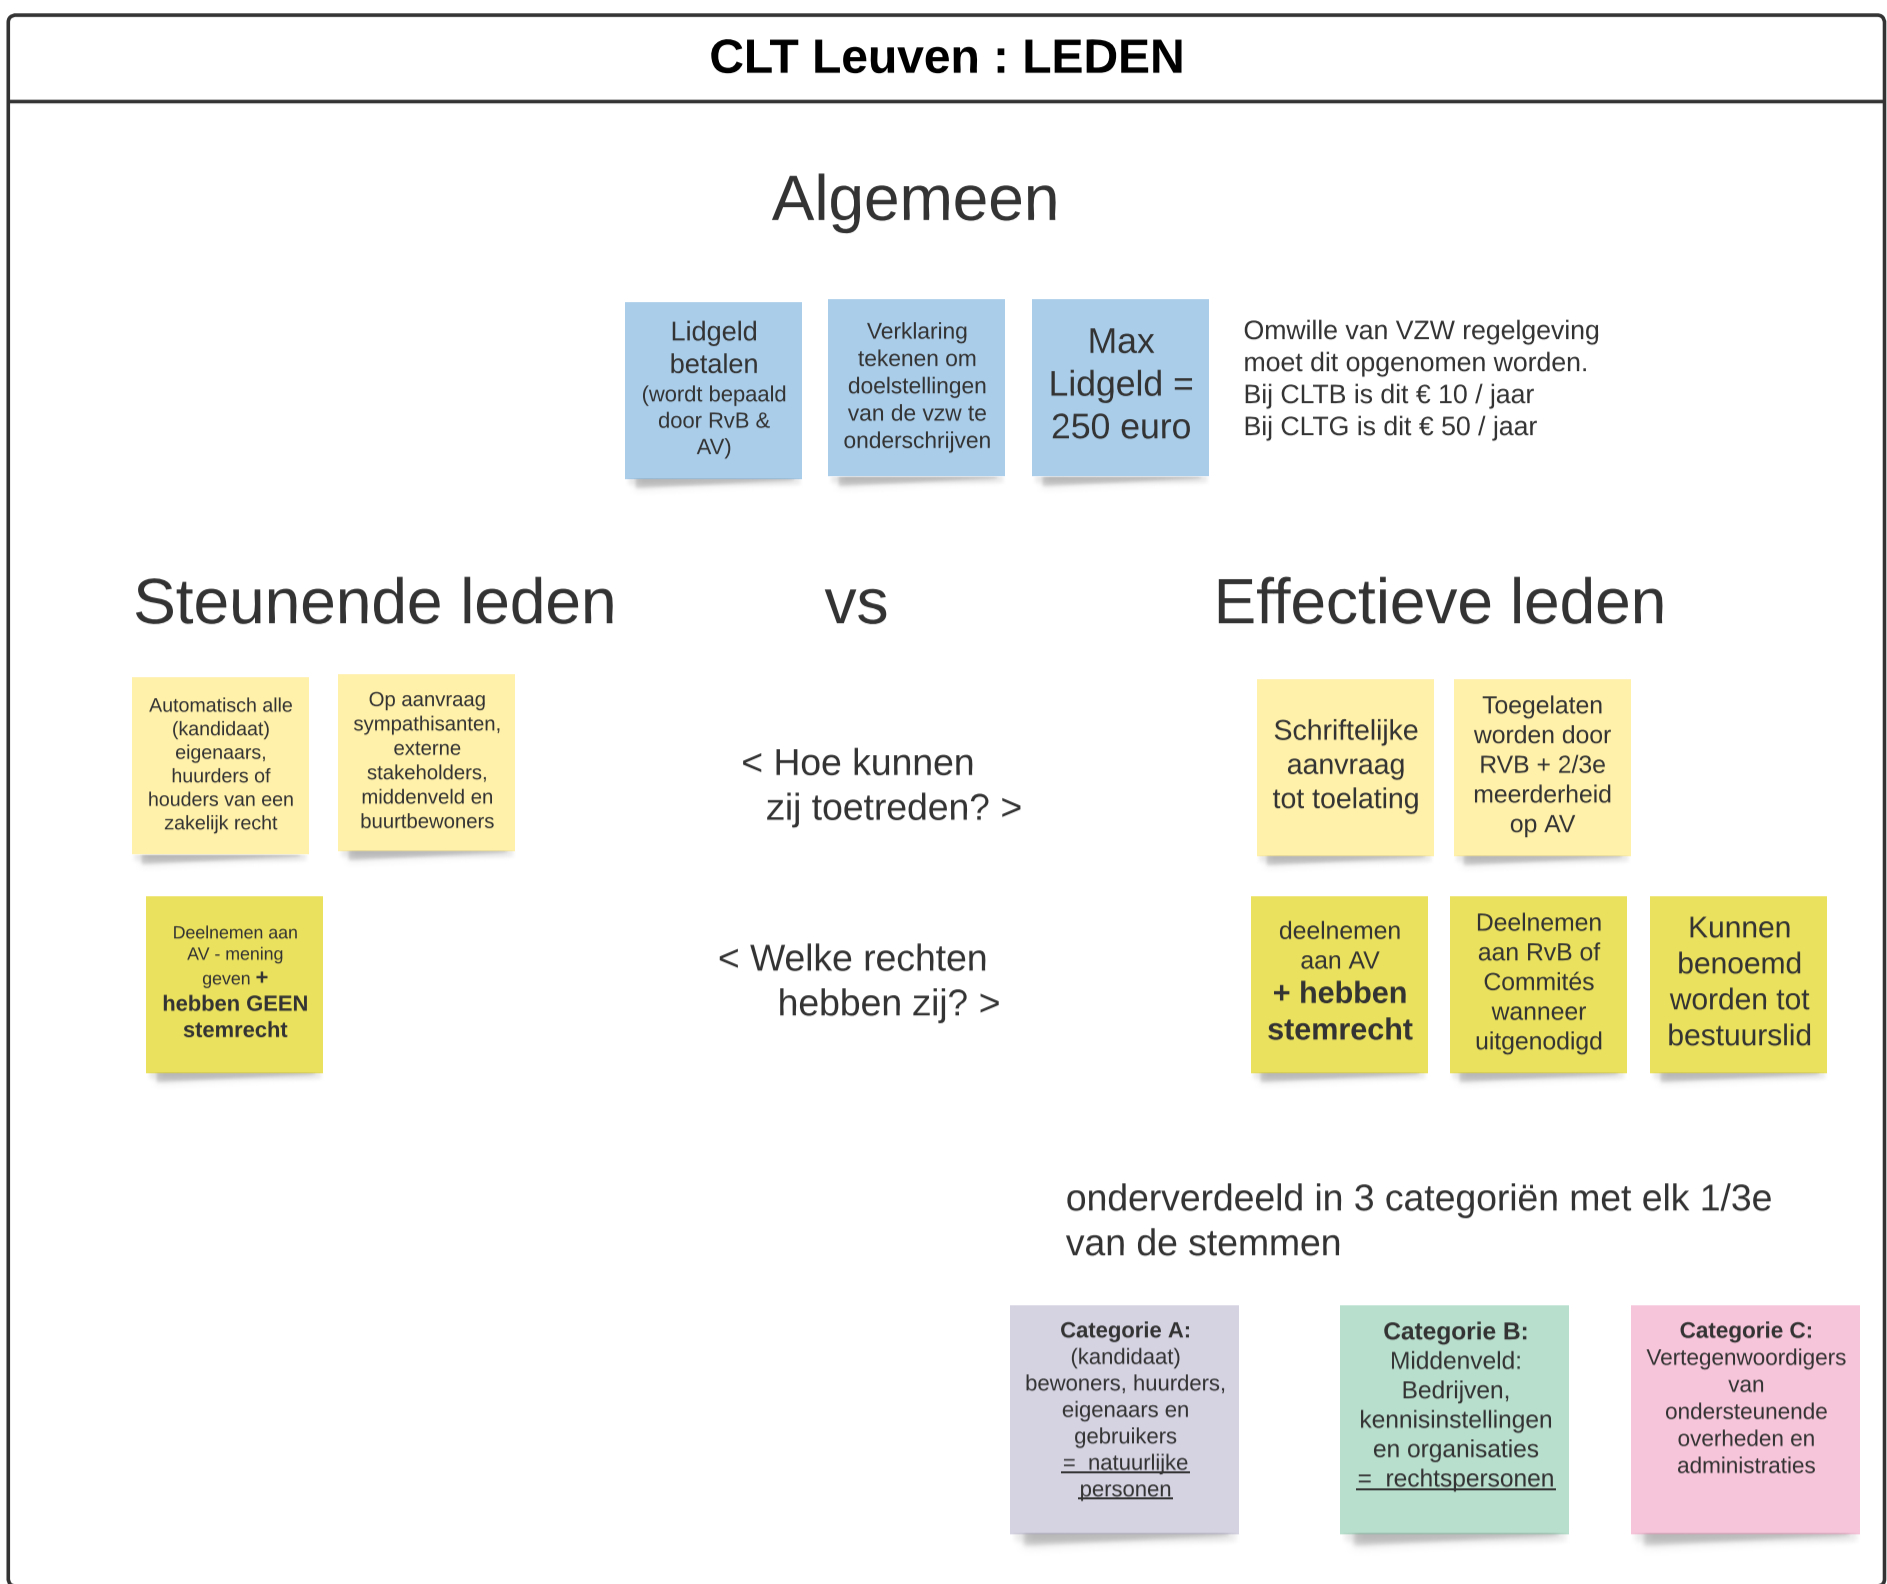 CLT Leuven : LEDEN
Algemeen
Lidgeld
betalen
(wordt bepaald
door RvB &
AV)
Verklaring
tekenen om
doelstellingen
van de vzw te
onderschrijven
Max
Lidgeld =
250 euro
Omwille van VZW regelgeving
moet dit opgenomen worden.
Bij CLTB is dit € 10 / jaar
Bij CLTG is dit € 50 / jaar
Steunende leden
vs
Effectieve leden
Automatisch alle
(kandidaat)
eigenaars,
huurders of
houders van een
zakelijk recht
Op aanvraag
sympathisanten,
externe
stakeholders,
middenveld en
buurtbewoners
< Hoe kunnen
zij toetreden? >
Schriftelijke
aanvraag
tot toelating
Toegelaten
worden door
RVB + 2/3e
meerderheid
op AV
Deelnemen aan
AV - mening
geven +
hebben GEEN
stemrecht
< Welke rechten
hebben zij? >
deelnemen
aan AV
+ hebben
stemrecht
Deelnemen
aan RvB of
Commités
wanneer
uitgenodigd
Kunnen
benoemd
worden tot
bestuurslid
onderverdeeld in 3 categoriën met elk 1/3e
van de stemmen
Categorie A:
(kandidaat)
bewoners, huurders,
eigenaars en
gebruikers
= natuurlijke
personen
Categorie B:
Middenveld:
Bedrijven,
kennisinstellingen
en organisaties
= rechtspersonen
Categorie C:
Vertegenwoordigers
van
ondersteunende
overheden en
administraties